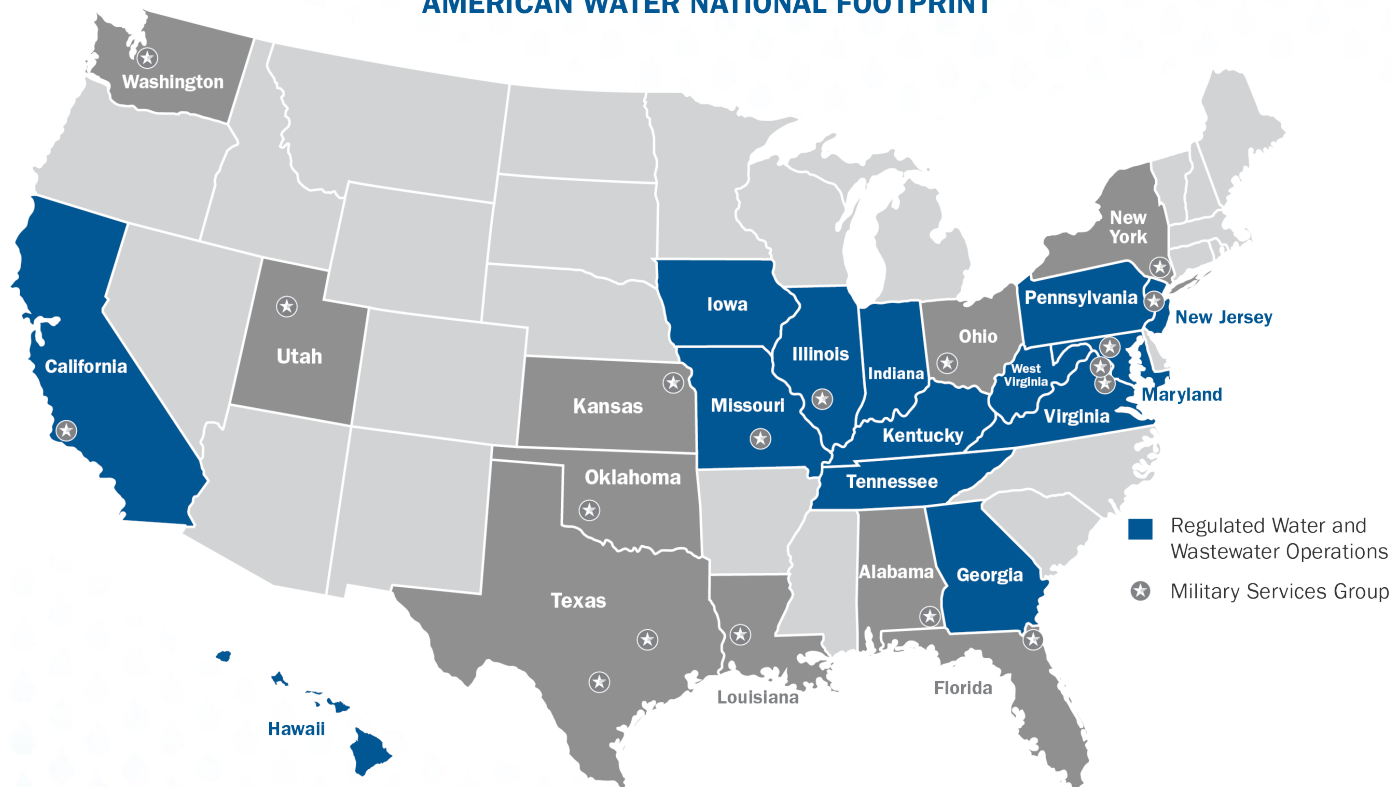 AMERICAN WATER NATIONAL FOOTPRINT
Washington
New
York
Pennsylvania
New Jersey
Iowa
Ohio
Utah
Illinois
Indiana
West
Virginia
California
Maryland
Kansas
Missouri
Virginia
Kentucky
Oklahoma
Tennessee
Regulated Water and
Wastewater Operations
Alabama
Georgia
Military Services Group
Texas
Louisiana
Florida
Hawaii